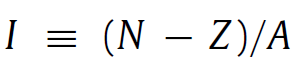 I ≡ (N − Z)/A